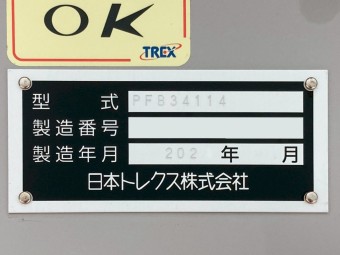 OK
TREX
型式 PFB34114
製造番号
製造年月 202 年 月
日本トレクス株式会社